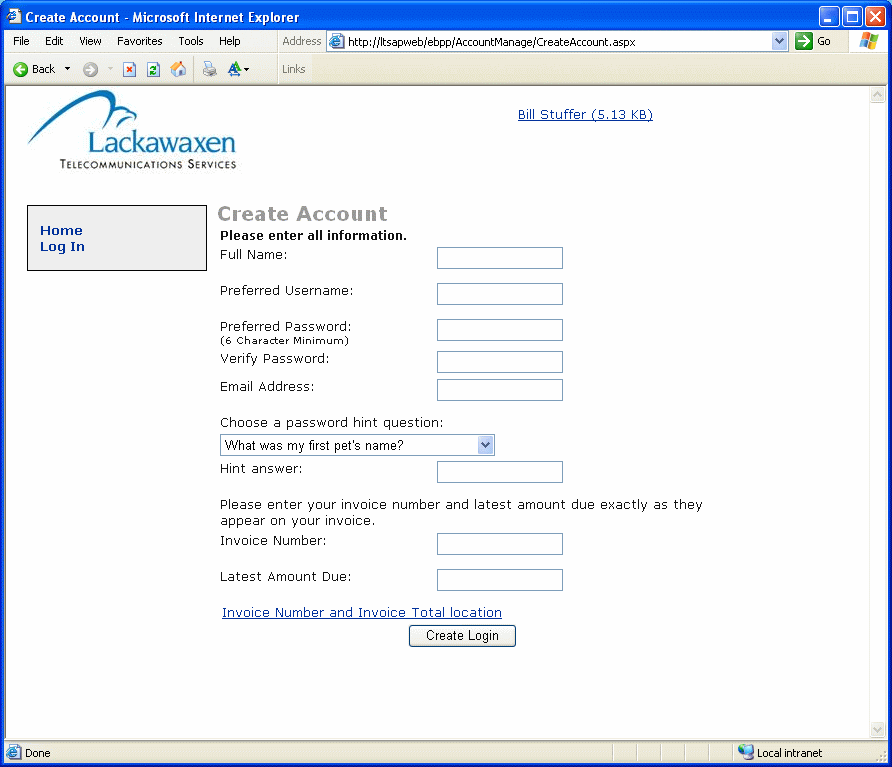 Create Account - Microsoft Internet Explorer
File Edit View Favorites Tools Help Address http://ltsapweb/ebpp/AccountManage/CreateAccount.aspx Go
Back Links
Lackawaxen
TELECOMMUNICATIONS SERVICES
Bill Stuffer (5.13 KB)
Home
Log In
Create Account
Please enter all information.
Full Name:
Preferred Username:
Preferred Password:
(6 Character Minimum)
Verify Password:
Email Address:
Choose a password hint question:
What was my first pet's name?
Hint answer:
Please enter your invoice number and latest amount due exactly as they
appear on your invoice.
Invoice Number:
Latest Amount Due:
Invoice Number and Invoice Total location
Create Login
Done Local intranet